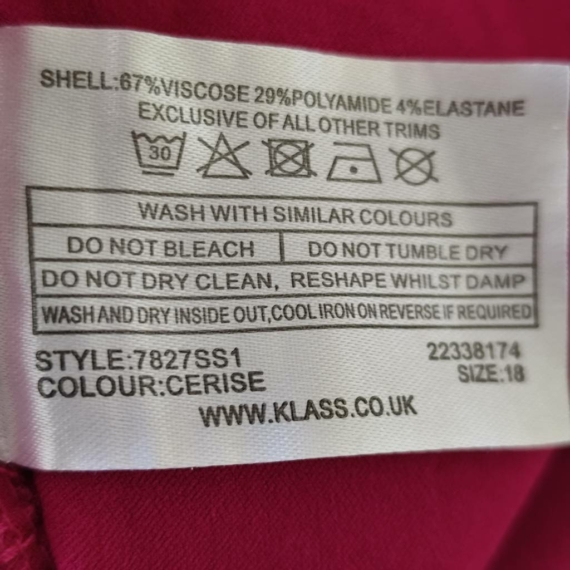 SHELL:67%VISCOSE 29%POLYAMIDE 4%ELASTANE
EXCLUSIVE OF ALL OTHER TRIMS
30
WASH WITH SIMILAR COLOURS
DO NOT BLEACH DO NOT TUMBLE DRY
DO NOT DRY CLEAN, RESHAPE WHILST DAMP
WASH AND DRY INSIDE OUT,COOL IRON ON REVERSE IF REQUIRED
STYLE:7827SS1 22338174
COLOUR:CERISE SIZE:18
WWW.KLASS.CO.UK